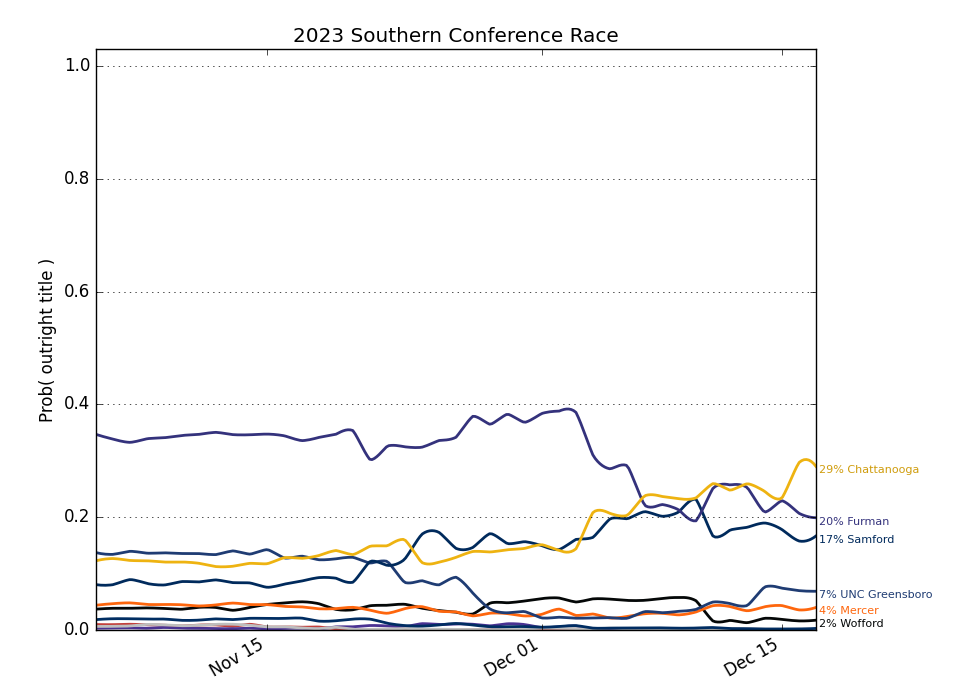 2023 Southern Conference Race
Prob( outright title )
1.0
0.8
0.6
0.4
0.2
0.0
29% Chattanooga
20% Furman
17% Samford
7% UNC Greensboro
4% Mercer
2% Wofford
Nov 15
Dec 01
Dec 15